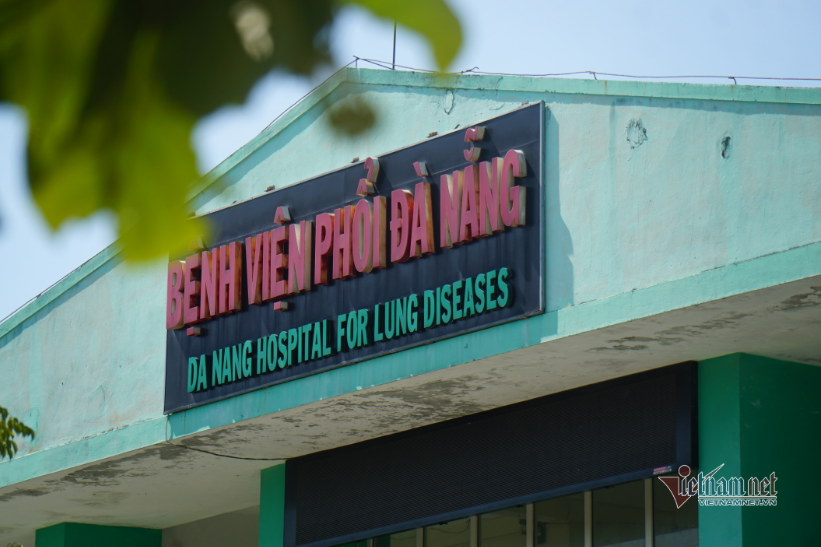 BỆNH VIỆN PHỔI ĐÀ NẴNG
DA NANG HOSPITAL FOR LUNG DISEASES
vietnamnet
VIETNAMNET.VN